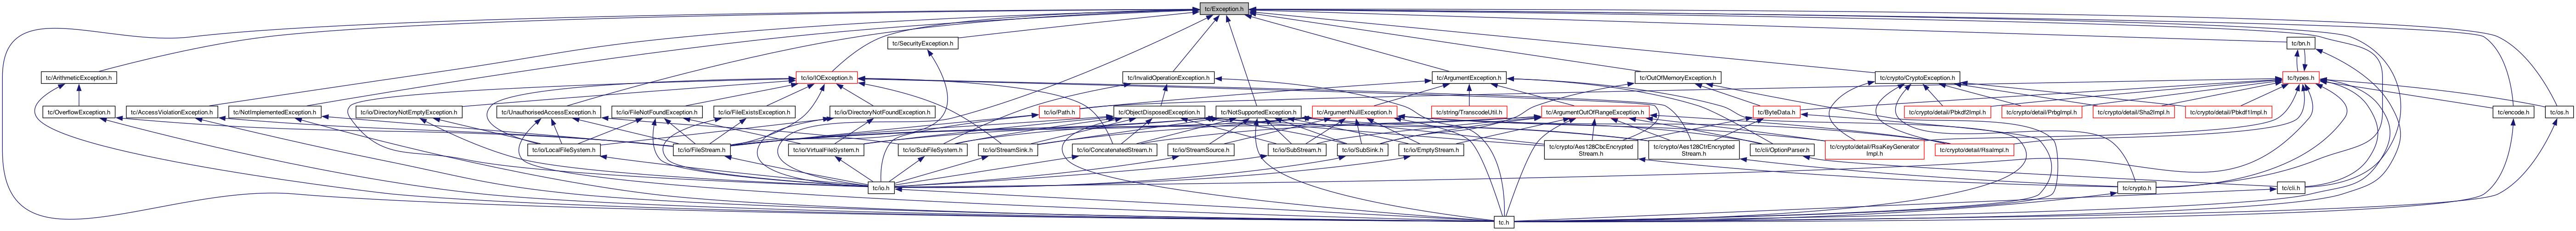 tc/Exception.h
tc/SecurityException.h
tc/bn.h
tc/ArithmeticException.h
tc/io/IOException.h
tc/InvalidOperationException.h
tc/ArgumentException.h
tc/OutOfMemoryException.h
tc/crypto/CryptoException.h
tc/types.h
tc/OverflowException.h
tc/AccessViolationException.h
tc/NotImplementedException.h
tc/io/DirectoryNotEmptyException.h
tc/UnauthorisedAccessException.h
tc/io/FileNotFoundException.h
tc/io/FileExistsException.h
tc/io/DirectoryNotFoundException.h
tc/io/Path.h
tc/ObjectDisposedException.h
tc/NotSupportedException.h
tc/ArgumentNullException.h
tc/string/TranscodeUtil.h
tc/ArgumentOutOfRangeException.h
tc/ByteData.h
tc/crypto/detail/Pbkdf2Impl.h
tc/crypto/detail/PrbgImpl.h
tc/crypto/detail/Sha2Impl.h
tc/crypto/detail/Pbkdf1Impl.h
tc/encode.h
tc/os.h
tc/io/LocalFileSystem.h
tc/io/FileStream.h
tc/io/VirtualFileSystem.h
tc/io/SubFileSystem.h
tc/io/StreamSink.h
tc/io/ConcatenatedStream.h
tc/io/StreamSource.h
tc/io/SubStream.h
tc/io/SubSink.h
tc/io/EmptyStream.h
tc/crypto/Aes128CbcEncrypted
Stream.h
tc/crypto/Aes128CtrEncrypted
Stream.h
tc/cli/OptionParser.h
tc/crypto/detail/RsaKeyGenerator
Impl.h
tc/crypto/detail/RsaImpl.h
tc/io.h
tc/crypto.h
tc/cli.h
tc.h